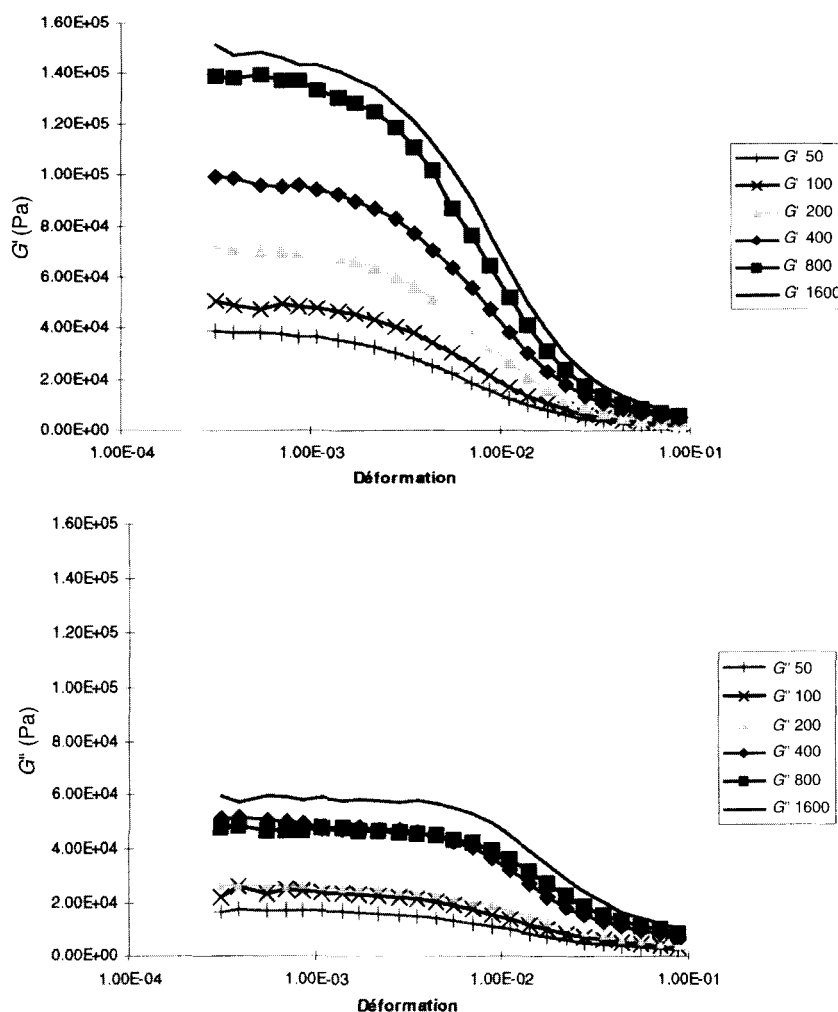 1.60E+05
1.40E+05
1.20E+05
1.00E+05
8.00E+04
6.00E+04
4.00E+04
2.00E+04
0.00E+00
G' (Pa)
1.00E-04 1.00E-03 1.00E-02 1.00E-01
Déformation
G' 50
G' 100
G' 200
G' 400
G' 800
G' 1600
1.60E+05
1.40E+05
1.20E+05
1.00E+05
8.00E+04
6.00E+04
4.00E+04
2.00E+04
0.00E+00
G" (Pa)
1.00E-04 1.00E-03 1.00E-02 1.00E-01
Déformation
G" 50
G" 100
G" 200
G" 400
G" 800
G" 1600